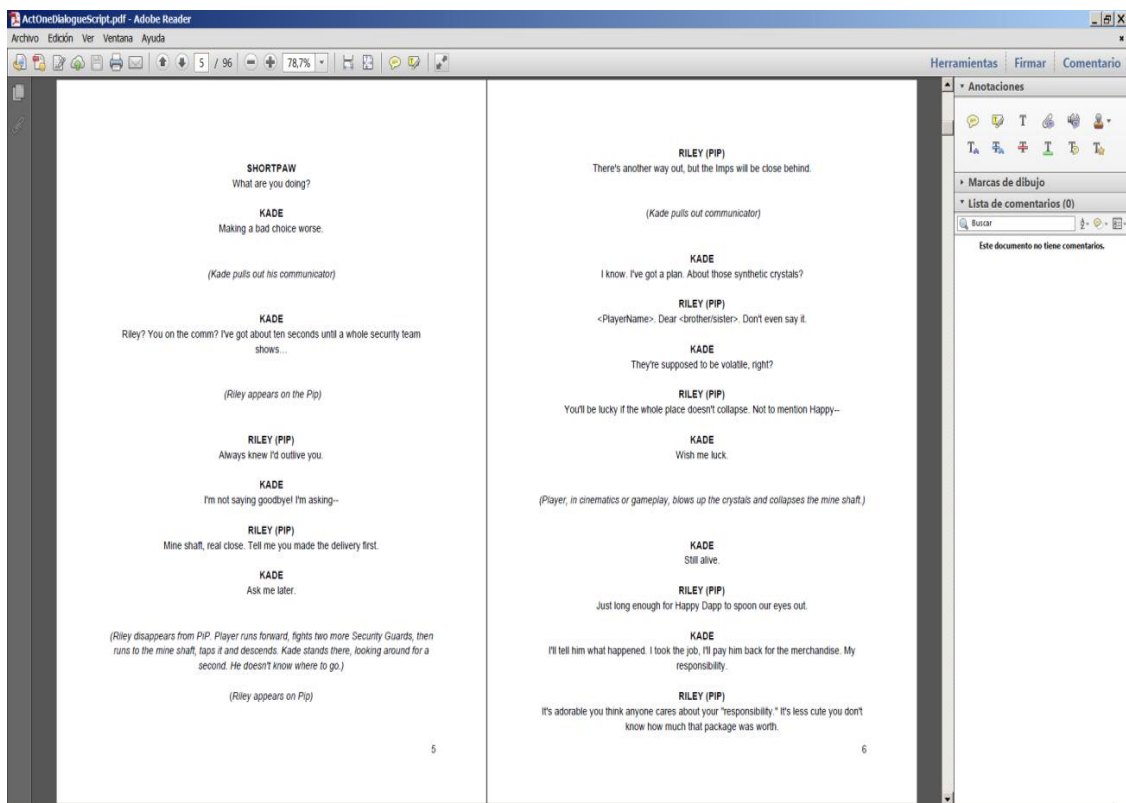 ActOneDialogueScript.pdf - Adobe Reader
Archivo Edición Ver Ventana Ayuda
5 / 96 78,7%
Herramientas Firmar Comentario
SHORTPAW
What are you doing?
KADE
Making a bad choice worse.
(Kade pulls out his communicator)
KADE
Riley? You on the comm? I've got about ten seconds until a whole security team
shows...
(Riley appears on the Pip)
RILEY (PIP)
Always knew I'd outlive you.
KADE
I'm not saying goodbye! I'm asking--
RILEY (PIP)
Mine shaft, real close. Tell me you made the delivery first.
KADE
Ask me later.
(Riley disappears from PiP. Player runs forward, fights two more Security Guards, then
runs to the mine shaft, taps it and descends. Kade stands there, looking around for a
second. He doesn't know where to go.)
(Riley appears on Pip)
5
RILEY (PIP)
There's another way out, but the Imps will be close behind.
(Kade pulls out communicator)
KADE
I know. I've got a plan. About those synthetic crystals?
RILEY (PIP)
<PlayerName>. Dear <brother/sister>. Don't even say it.
KADE
They're supposed to be volatile, right?
RILEY (PIP)
You'll be lucky if the whole place doesn't collapse. Not to mention Happy--
KADE
Wish me luck.
(Player, in cinematics or gameplay, blows up the crystals and collapses the mine shaft.)
KADE
Still alive.
RILEY (PIP)
Just long enough for Happy Dapp to spoon our eyes out.
KADE
I'll tell him what happened. I took the job, I'll pay him back for the merchandise. My
responsibility.
RILEY (PIP)
It's adorable you think anyone cares about your "responsibility." It's less cute you don't
know how much that package was worth.
6
Anotaciones
Marcas de dibujo
Lista de comentarios (0)
Buscar
Este documento no tiene comentarios.